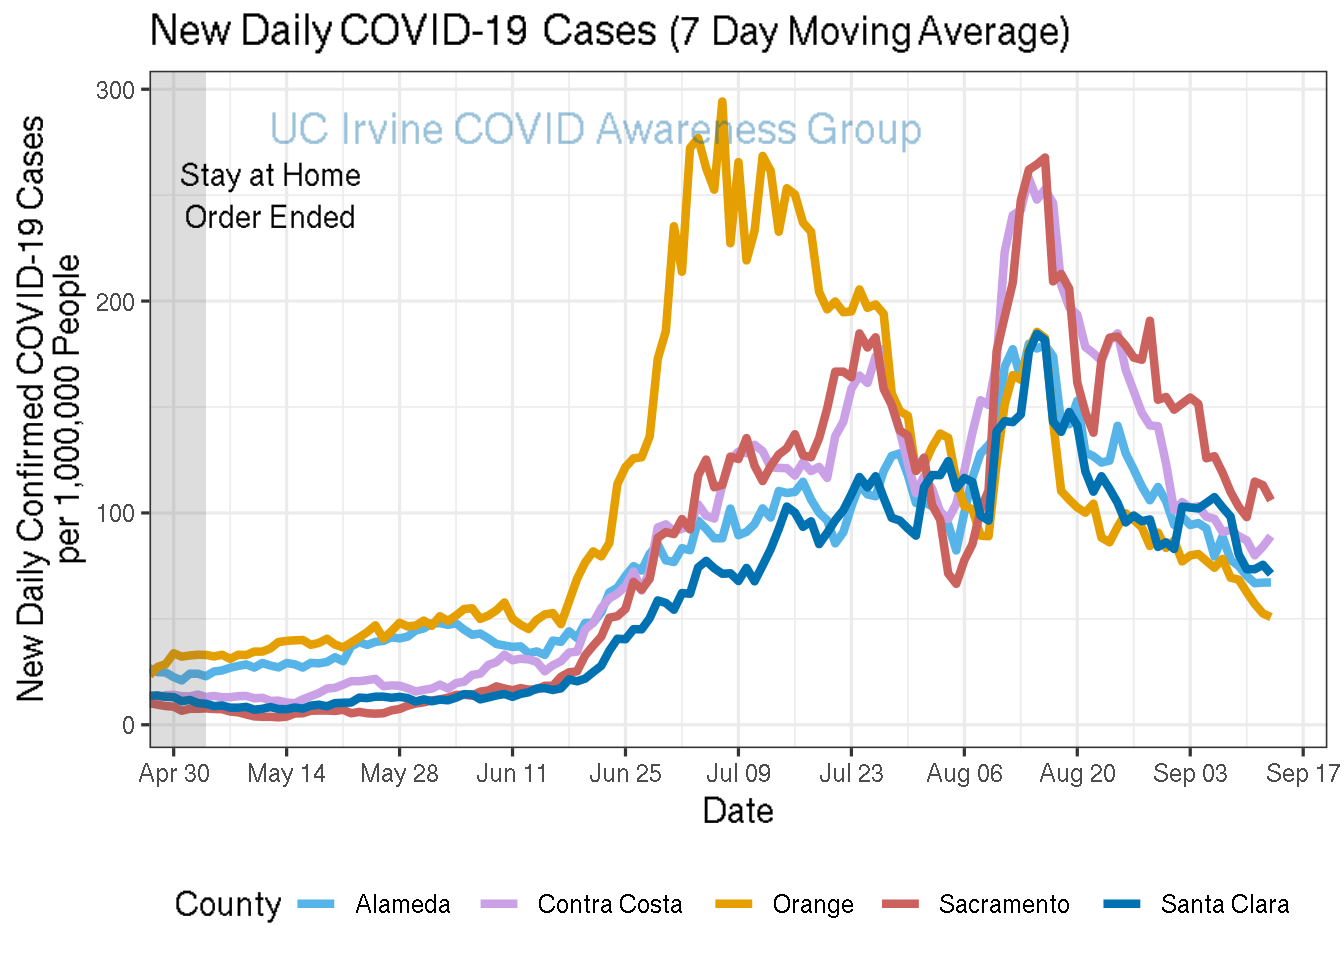 New Daily COVID-19 Cases (7 Day Moving Average)
New Daily Confirmed COVID-19 Cases
per 1,000,000 People
300
200
100
0
UC Irvine COVID Awareness Group
Stay at Home
Order Ended
Apr 30 May 14 May 28 Jun 11 Jun 25 Jul 09 Jul 23 Aug 06 Aug 20 Sep 03 Sep 17
Date
County Alameda Contra Costa Orange Sacramento Santa Clara